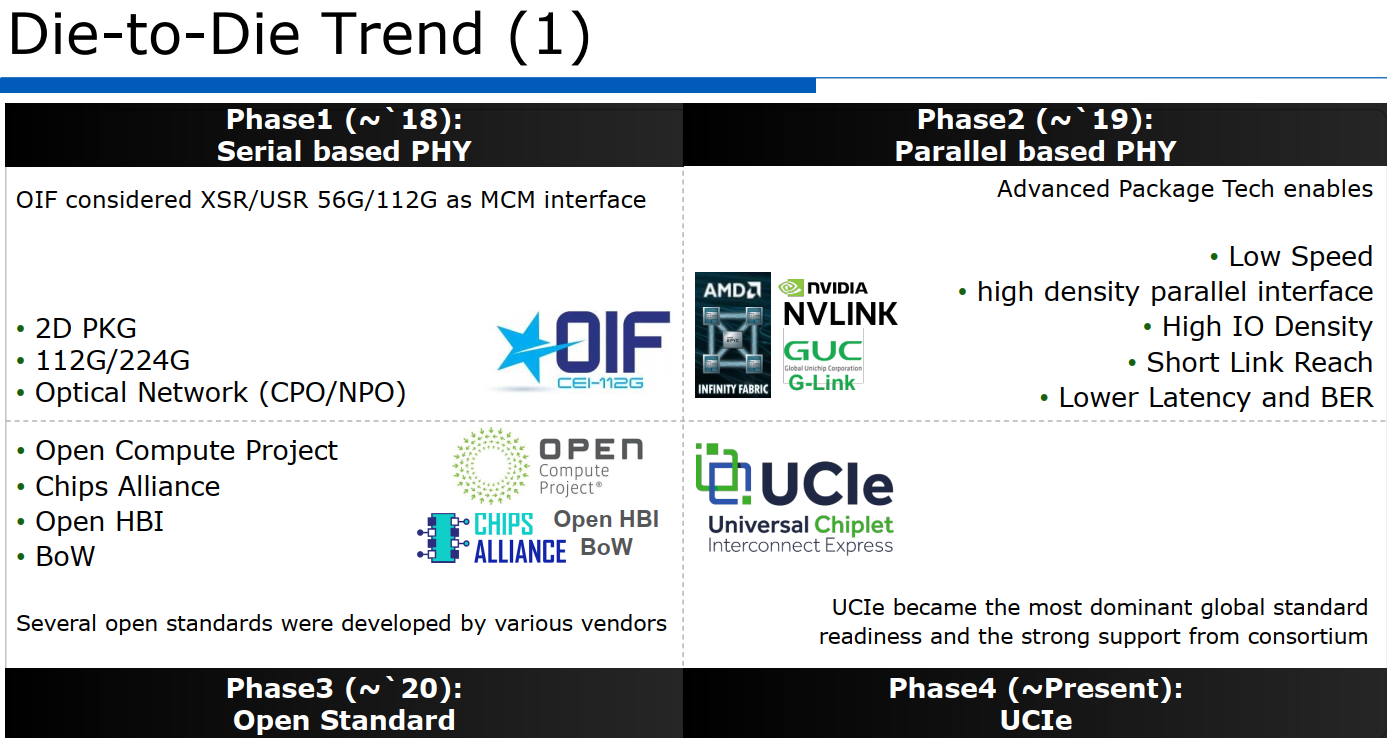 Die-to-Die Trend (1)
Phase1 (~`18):
Serial based PHY
OIF considered XSR/USR 56G/112G as MCM interface
• 2D PKG
• 112G/224G
• Optical Network (CPO/NPO)
OIF
CEI-112G
Phase2 (~`19):
Parallel based PHY
Advanced Package Tech enables
• Low Speed
• high density parallel interface
• High IO Density
• Short Link Reach
• Lower Latency and BER
AMD
EPYC
INFINITY FABRIC
NVIDIA
NVLINK
GUC
Global Unichip Corporation
G-Link
• Open Compute Project
• Chips Alliance
• Open HBI
• BoW
OPEN
Compute
Project®
CHIPS
ALLIANCE
Open HBI
BoW
Several open standards were developed by various vendors
Phase3 (~`20):
Open Standard
UCIe
Universal Chiplet
Interconnect Express
UCIe became the most dominant global standard
readiness and the strong support from consortium
Phase4 (~Present):
UCIe